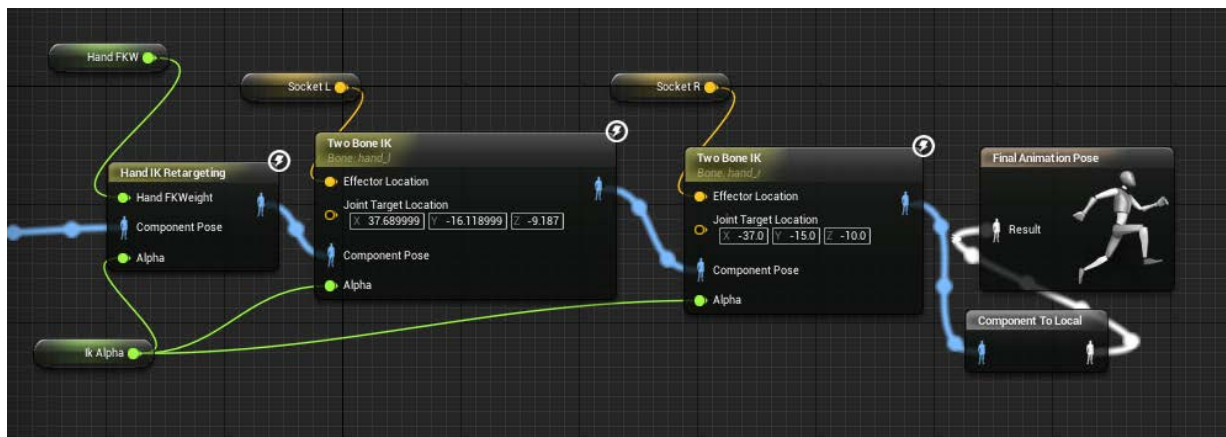 Hand FKW
Socket L
Socket R
Two Bone IK
Bone: hand_l
Effector Location
Joint Target Location
X 37.689999 Y -16.118999 Z -9.187
Component Pose
Alpha
Two Bone IK
Bone: hand_r
Effector Location
Joint Target Location
X -37.0 Y -15.0 Z -10.0
Component Pose
Alpha
Final Animation Pose
Result
Hand IK Retargeting
Hand FKWeight
Component Pose
Alpha
Component To Local
Ik Alpha